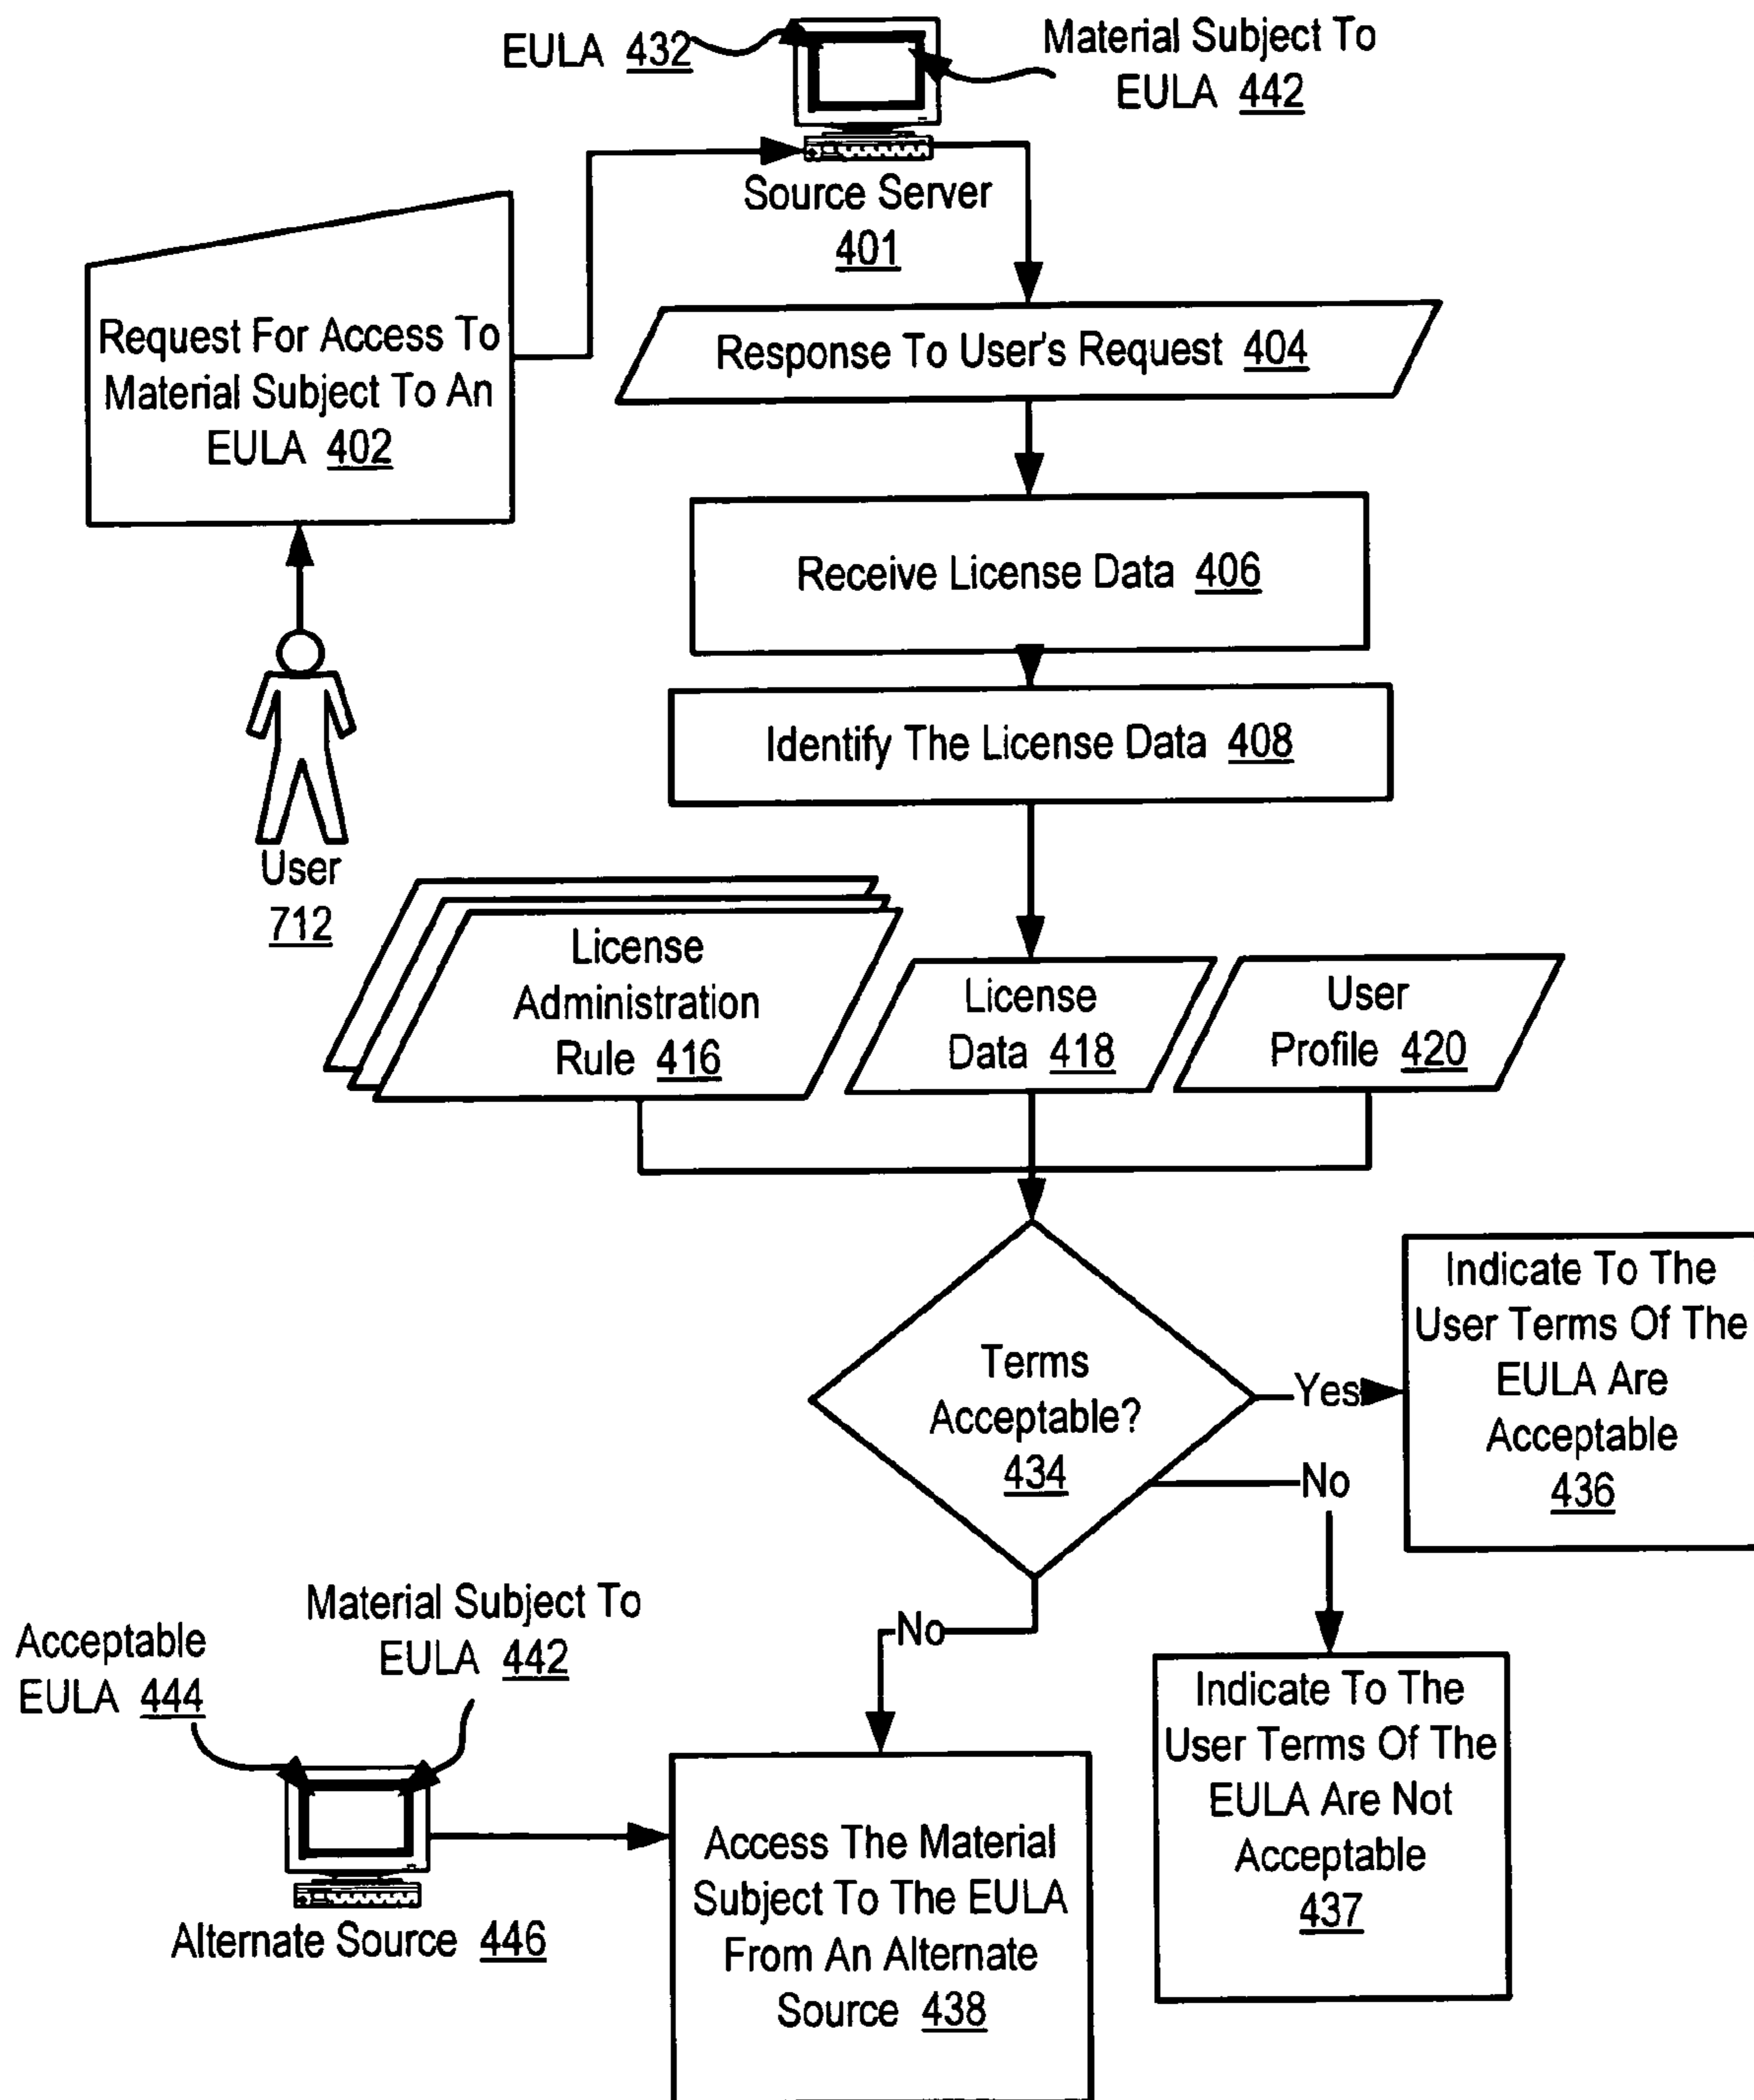 EULA 432
Material Subject To
EULA 442
Source Server
401
Request For Access To
Material Subject To An
EULA 402
Response To User's Request 404
Receive License Data 406
Identify The License Data 408
User
712
License
Administration
Rule 416
License
Data 418
User
Profile 420
Terms
Acceptable?
434
Yes
Indicate To The
User Terms Of The
EULA Are
Acceptable
436
No
No
Indicate To The
User Terms Of The
EULA Are Not
Acceptable
437
Acceptable
EULA 444
Material Subject To
EULA 442
Alternate Source 446
Access The Material
Subject To The EULA
From An Alternate
Source 438